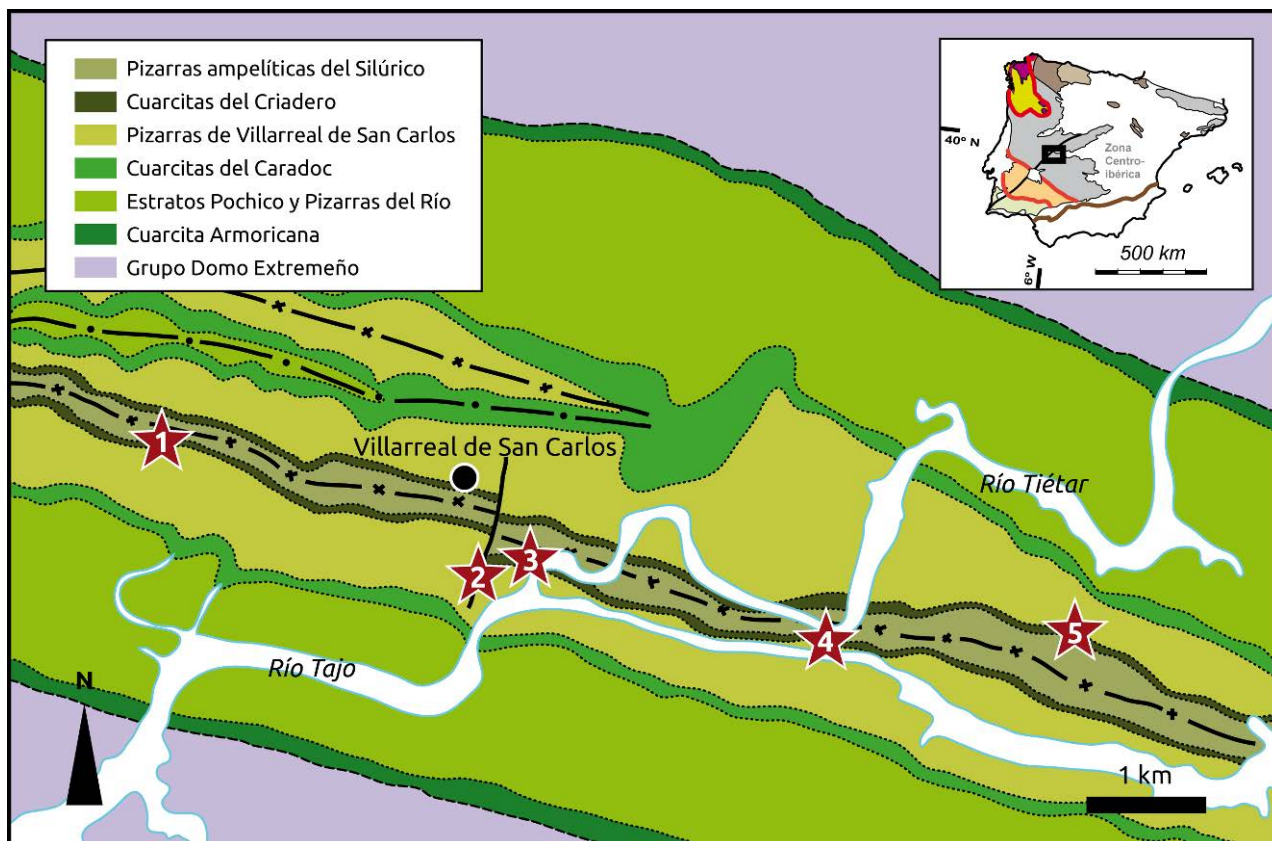 Pizarras ampelíticas del Silúrico
Cuarcitas del Criadero
Pizarras de Villarreal de San Carlos
Cuarcitas del Caradoc
Estratos Pochico y Pizarras del Río
Cuarcita Armoricana
Grupo Domo Extremeño
40º N
Zona
Centro-
ibérica
6º W
500 km
1
Villarreal de San Carlos
2
3
Río Tiétar
4
5
Río Tajo
N
1 km